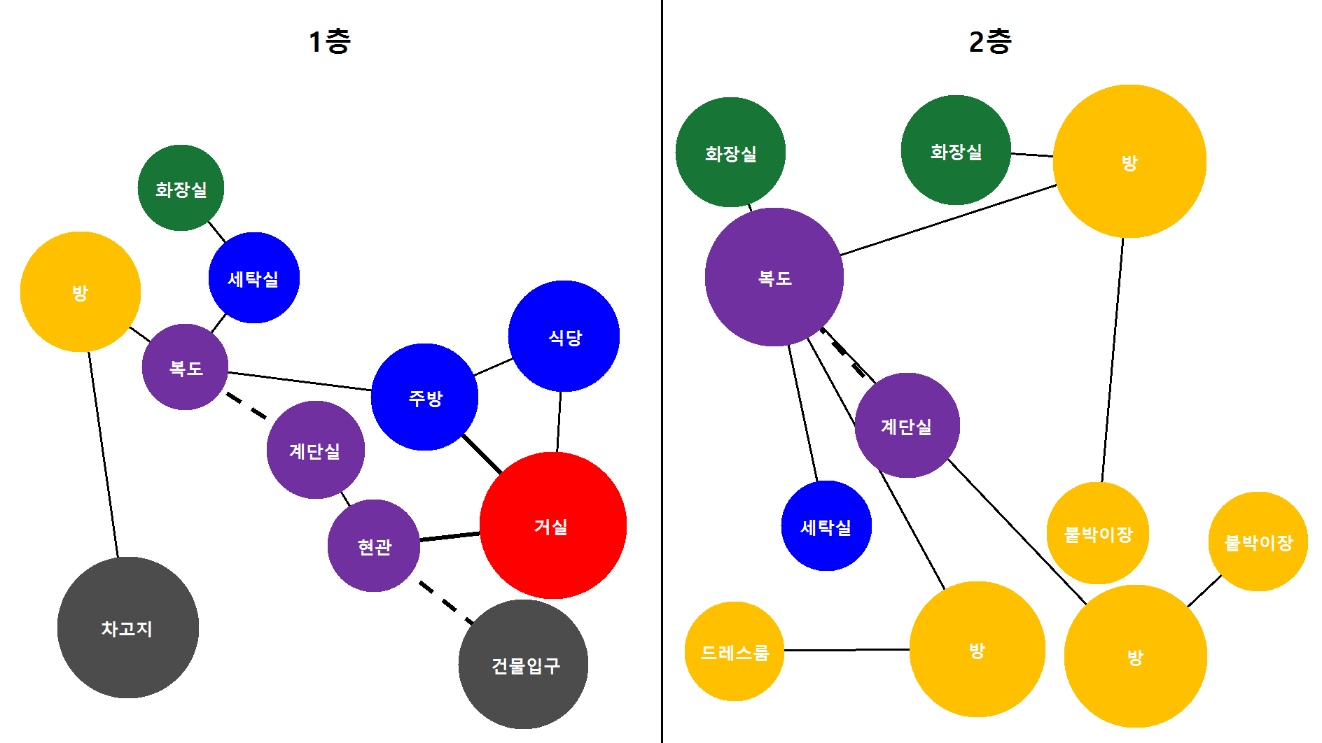 1층
화장실
세탁실
방
복도
주방
식당
계단실
현관
거실
차고지
건물입구
2층
화장실
화장실
방
복도
계단실
세탁실
붙박이장
붙박이장
드레스룸
방
방